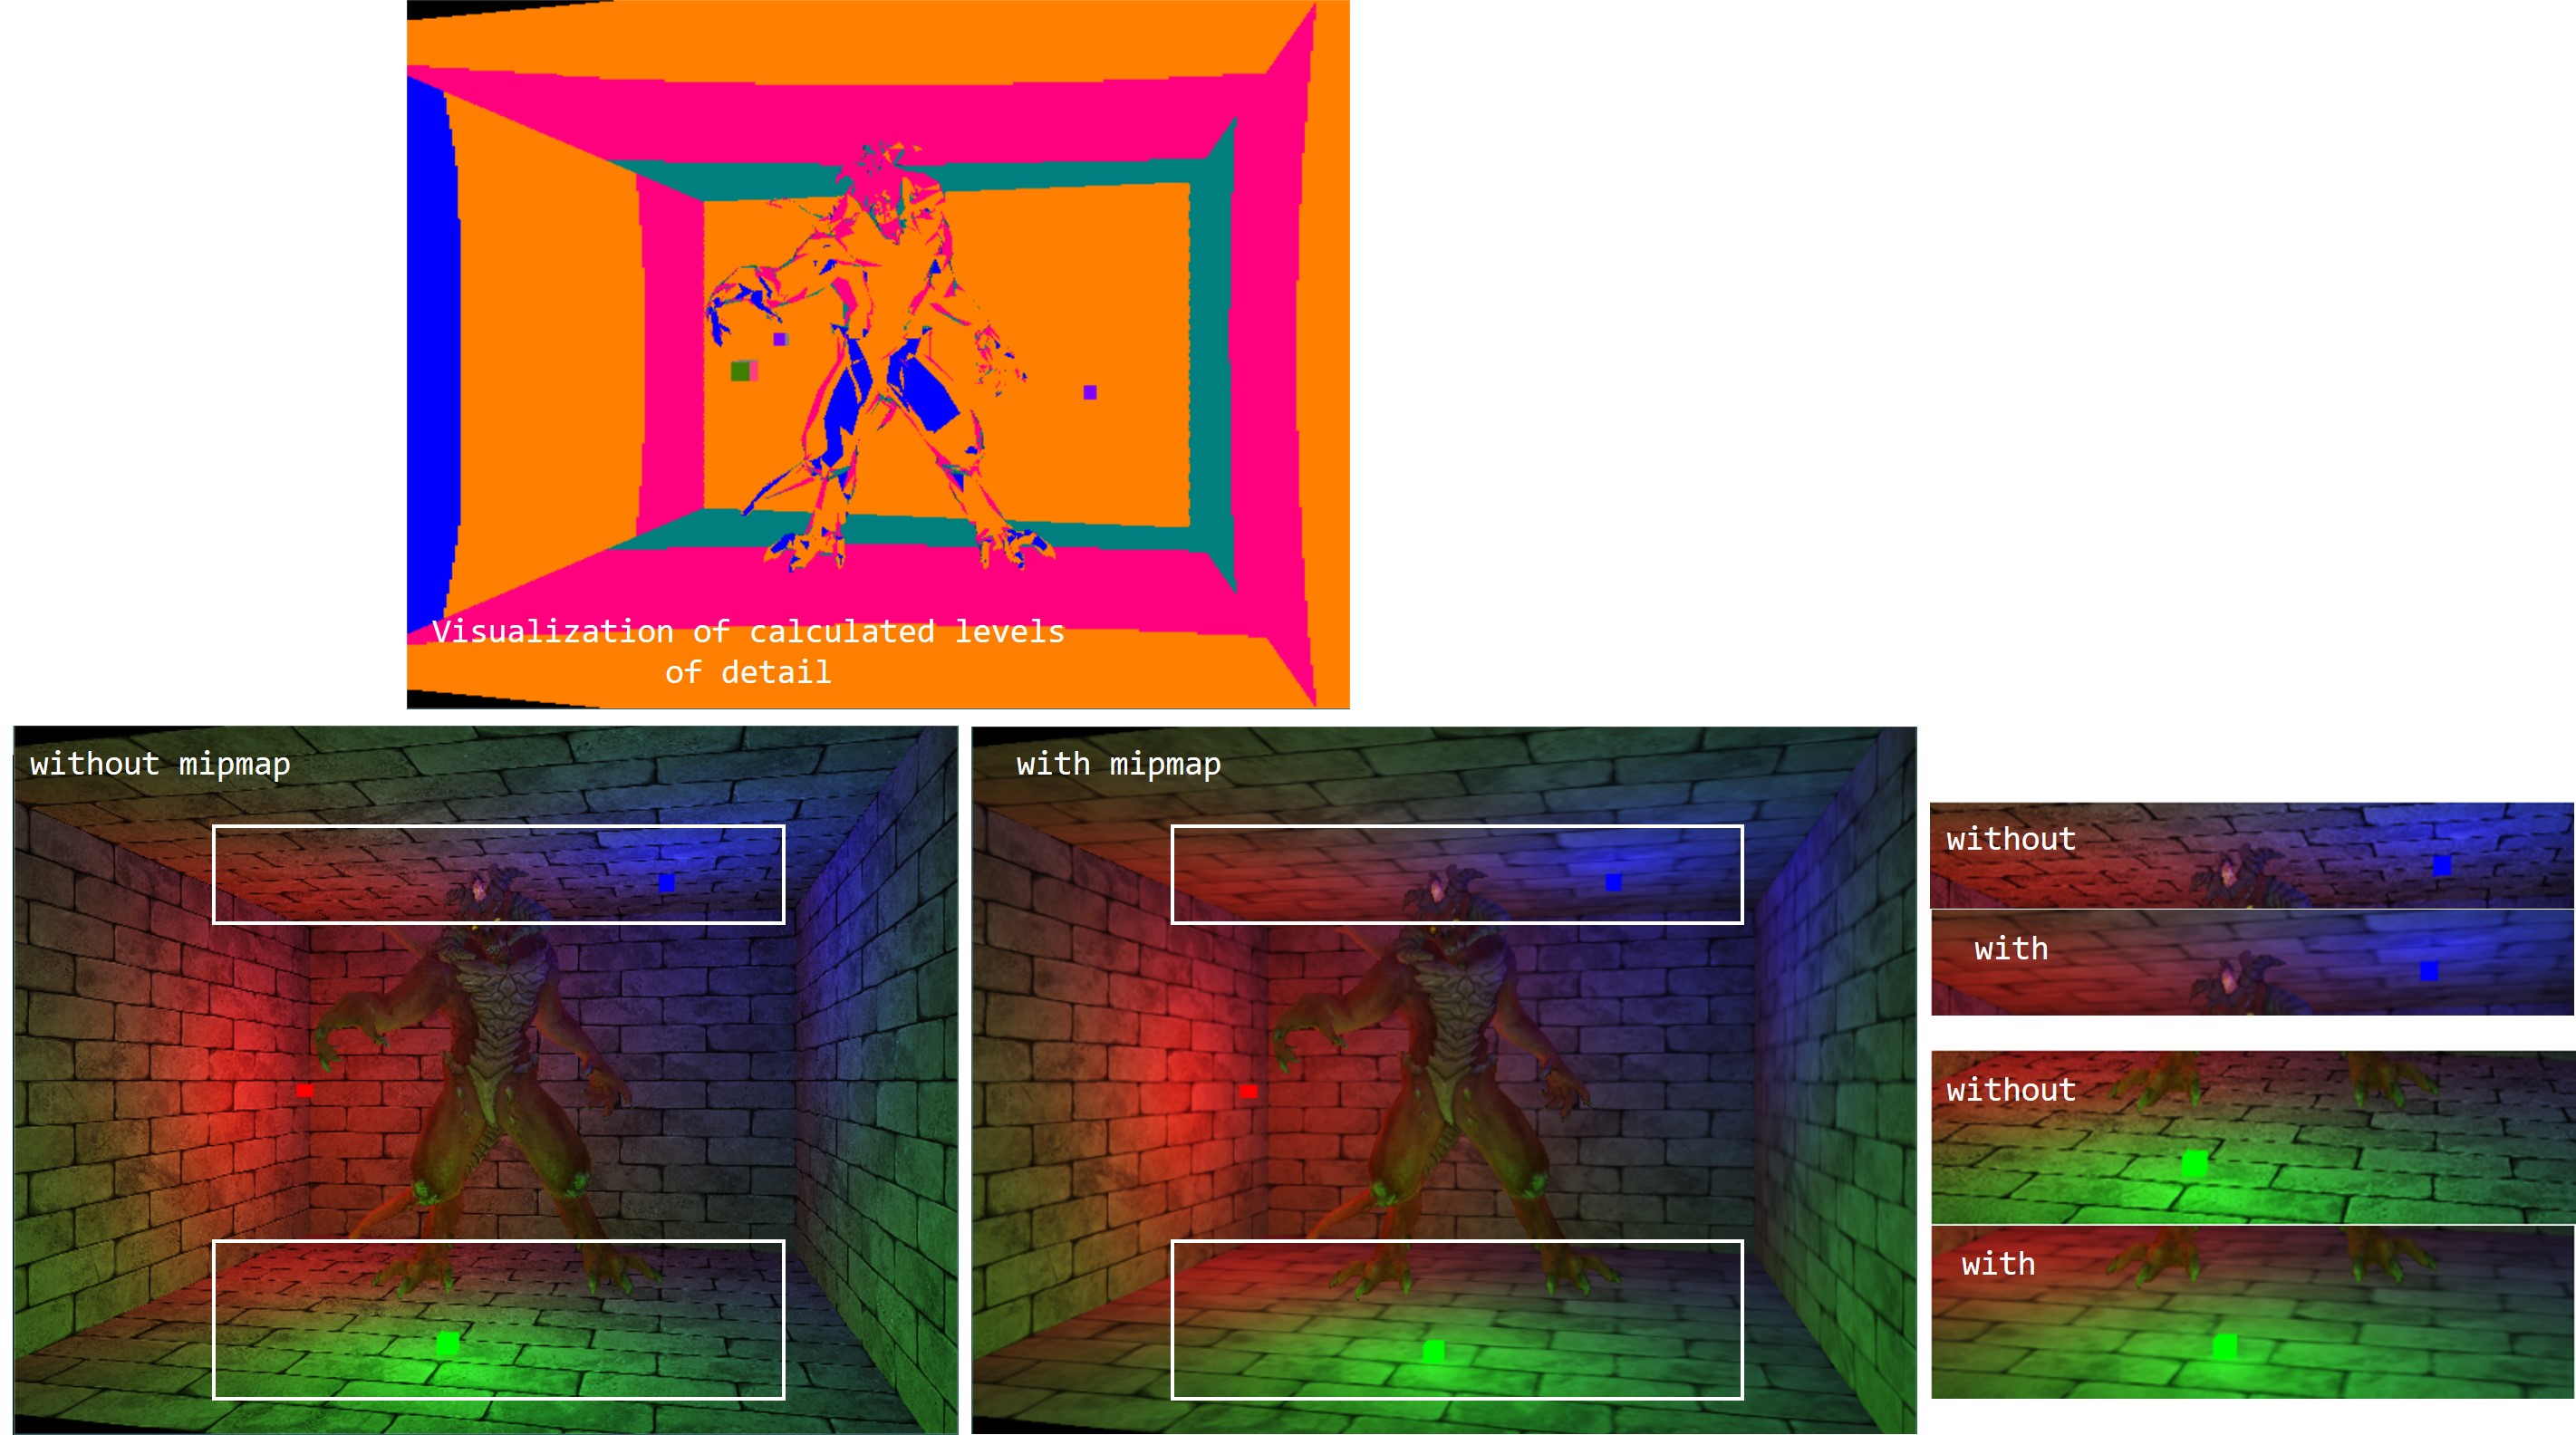 Visualization of calculated levels
of detail
without mipmap
with mipmap
without
with
without
with